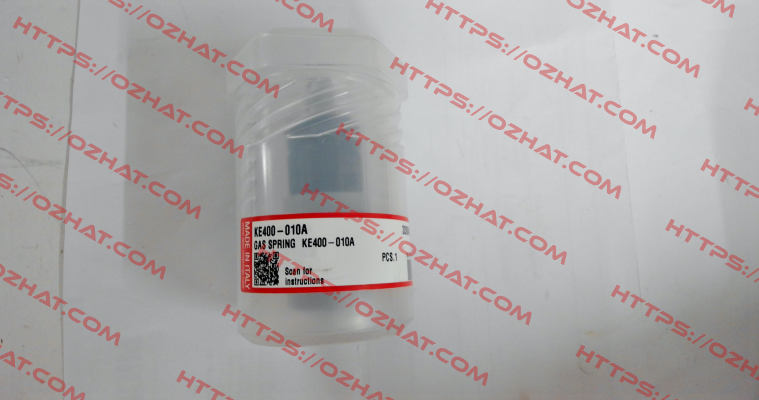 KE400-010A
GAS SPRING KE400-010A
PCS.1
Scan for
instructions
MADE IN ITALY
HTTPS://OZHAT.COM